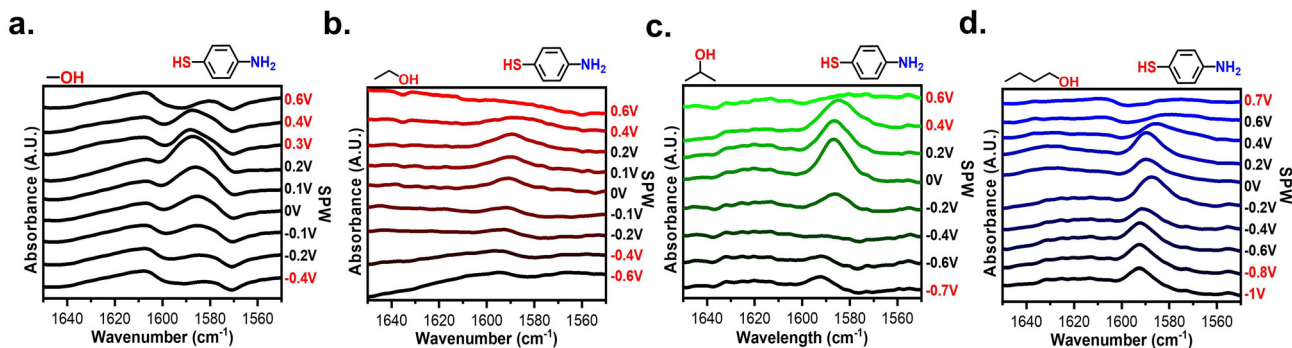 a.
OH
HS
NH₂
Absorbance (A.U.)
0.6V
0.4V
0.3V
0.2V
0.1V
0V
-0.1V
-0.2V
-0.4V
SPW
1640 1620 1600 1580 1560
Wavenumber (cm⁻¹)
b.
OH
HS
NH₂
Absorbance (A.U.)
0.6V
0.4V
0.2V
0.1V
0V
-0.1V
-0.2V
-0.4V
-0.6V
SPW
1640 1620 1600 1580 1560
Wavenumber (cm⁻¹)
c.
OH
HS
NH₂
Absorbance (A.U.)
0.6V
0.4V
0.2V
0V
-0.2V
-0.4V
-0.6V
-0.7V
SPW
1640 1620 1600 1580 1560
Wavelength (cm⁻¹)
d.
OH
HS
NH₂
Absorbance (A.U.)
0.7V
0.6V
0.4V
0.2V
0V
-0.2V
-0.4V
-0.6V
-0.8V
-1V
SPW
1640 1620 1600 1580 1560
Wavenumber (cm⁻¹)